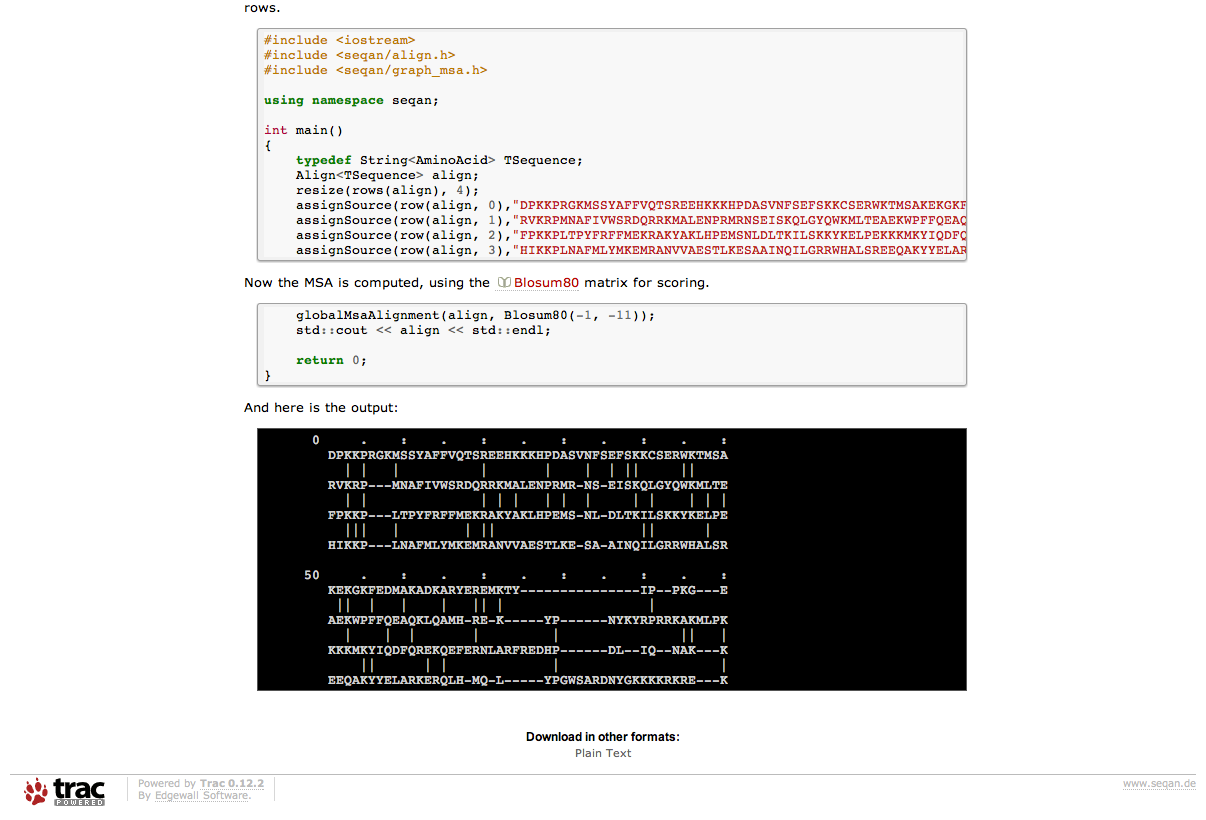 rows.
#include <iostream>
#include <seqan/align.h>
#include <seqan/graph_msa.h>
using namespace seqan;
int main()
{
    typedef String<AminoAcid> TSequence;
    Align<TSequence> align;
    resize(rows(align), 4);
    assignSource(row(align, 0),"DPKKPRGKMSSYAFFVQTSREEHKKKHPDASVNFSEFSKKCSERWKTMSAKEKGKF
    assignSource(row(align, 1),"RVKRPMNAFIVWSRDQRRKMALENPRMRNSEISKQLGYQWKMLTEAEKWPFFQEAQ
    assignSource(row(align, 2),"FPKKPLTPYFRFFMEKRAKYAKLHPEMSNLDLTKILSKKYKELPEKKKMKYIQDFQ
    assignSource(row(align, 3),"HIKKPLNAFMLYMKEMRANVVAESTLKESAAINQILGRRWHALSREEQAKYYELAR
Now the MSA is computed, using the Blosum80 matrix for scoring.
    globalMsaAlignment(align, Blosum80(-1, -11));
    std::cout << align << std::endl;
    return 0;
}
And here is the output:
0     .    :    .    :    .    :    .    :    .    :
DPKKPRGKMSSYAFFVQTSREEHKKKHPDASVNFSEFSKKCSERWKTMSA
  | |   |          |       |    |  | ||     ||
RVKRP---MNAFIVWSRDQRRKMALENPRMR-NS-EISKQLGYQWKMLTE
  | |              | | |   | |  |     | |    | | |
FPKKP---LTPYFRFFMEKRAKYAKLHPEMS-NL-DLTKILSKKYKELPE
  |||   |        | ||                  ||      |
HIKKP---LNAFMLYMKEMRANVVAESTLKE-SA-AINQILGRRWHALSR
50     .    :    .    :    .    :    .    :    .    :
KEKGKFEDMAKADKARYEREMKTY---------------IP--PKG---E
 ||  |   |    |   || |                  |
AEKWPFFQEAQKLQAMH-RE-K-----YP------NYKYRPRRKAKMLPK
  |    |  |       |         |               ||   |
KKKMKYIQDFQREKQEFERNLARFREDHP------DL--IQ--NAK---K
    ||      | |             |                    |
EEQAKYYELARKERQLH-MQ-L-----YPGWSARDNYGKKKKRKRE---K
Download in other formats:
Plain Text
trac
POWERED
Powered by Trac 0.12.2
By Edgewall Software.
www.seqan.de